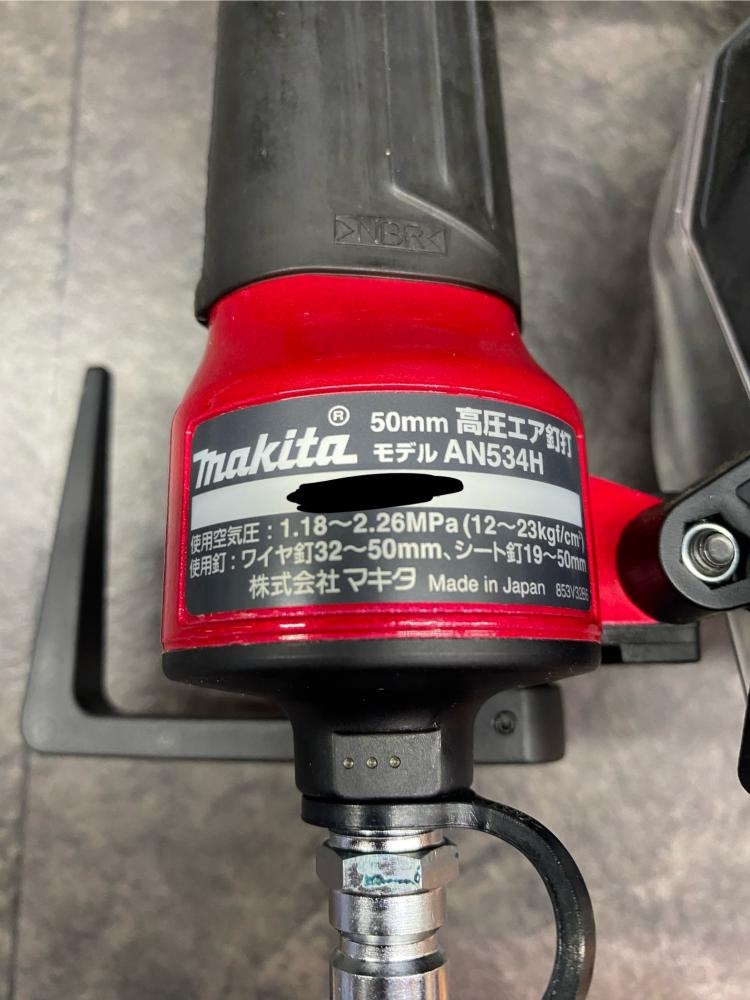 >NBR<
makita® 50mm 高圧エア釘打
モデル AN534H
使用空気圧：1.18～2.26MPa (12～23kgf/cm²)
使用釘：ワイヤ釘32～50mm、シート釘19～50mm
株式会社 マキタ Made in Japan